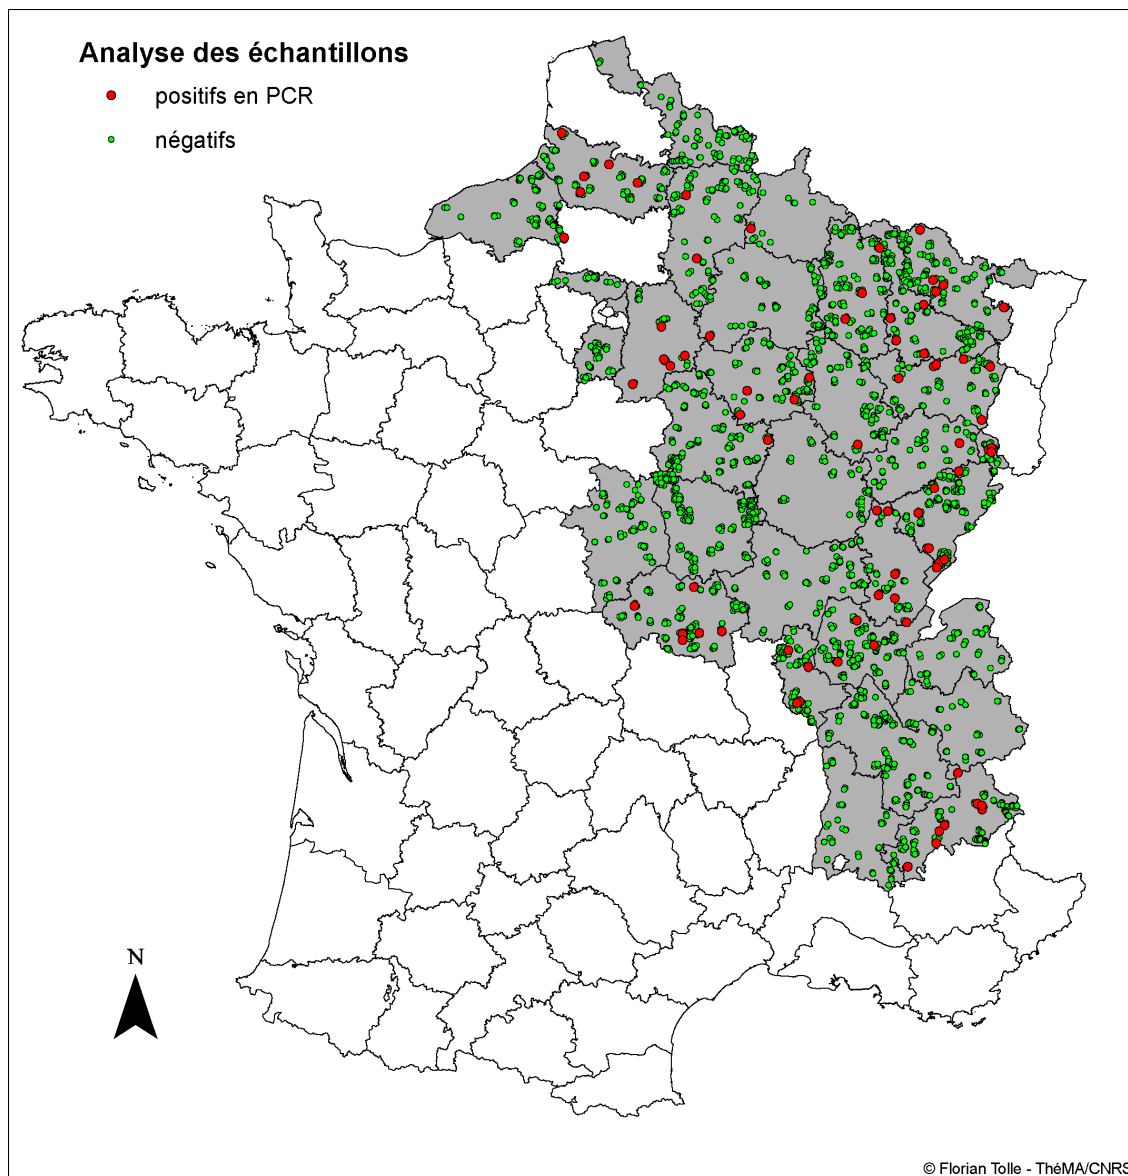 Analyse des échantillons
positifs en PCR
négatifs
N
© Florian Tolle - ThéMA/CNRS